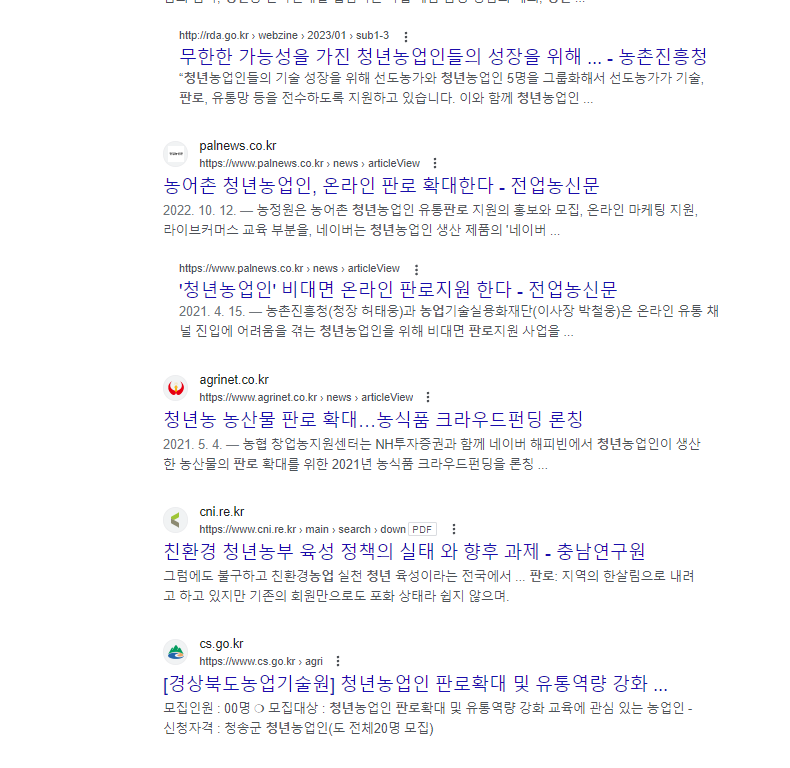 http://rda.go.kr › webzine › 2023/01 › sub1-3
무한한 가능성을 가진 청년농업인들의 성장을 위해 ... - 농촌진흥청
“청년농업인들의 기술 성장을 위해 선도농가와 청년농업인 5명을 그룹화해서 선도농가가 기술,
판로, 유통망 등을 전수하도록 지원하고 있습니다. 이와 함께 청년농업인 ...
palnews.co.kr
https://www.palnews.co.kr › news › articleView
농어촌 청년농업인, 온라인 판로 확대한다 - 전업농신문
2022. 10. 12. — 농정원은 농어촌 청년농업인 유통판로 지원의 홍보와 모집, 온라인 마케팅 지원,
라이브커머스 교육 부분을, 네이버는 청년농업인 생산 제품의 '네이버 ...
https://www.palnews.co.kr › news › articleView
'청년농업인' 비대면 온라인 판로지원 한다 - 전업농신문
2021. 4. 15. — 농촌진흥청(청장 허태웅)과 농업기술실용화재단(이사장 박철웅)은 온라인 유통 채
널 진입에 어려움을 겪는 청년농업인을 위해 비대면 판로지원 사업을 ...
agrinet.co.kr
https://www.agrinet.co.kr › news › articleView
청년농 농산물 판로 확대…농식품 크라우드펀딩 론칭
2021. 5. 4. — 농협 창업농지원센터는 NH투자증권과 함께 네이버 해피빈에서 청년농업인이 생산
한 농산물의 판로 확대를 위한 2021년 농식품 크라우드펀딩을 론칭 ...
cni.re.kr
https://www.cni.re.kr › main › search › down PDF
친환경 청년농부 육성 정책의 실태 와 향후 과제 - 충남연구원
그럼에도 불구하고 친환경농업 실천 청년 육성이라는 전국에서 ... 판로: 지역의 한살림으로 내려
고 하고 있지만 기존의 회원만으로도 포화 상태라 쉽지 않으며.
cs.go.kr
https://www.cs.go.kr › agri
[경상북도농업기술원] 청년농업인 판로확대 및 유통역량 강화 ...
모집인원 : 00명 ❍ 모집대상 : 청년농업인 판로확대 및 유통역량 강화 교육에 관심 있는 농업인 -
신청자격 : 청송군 청년농업인(도 전체20명 모집)